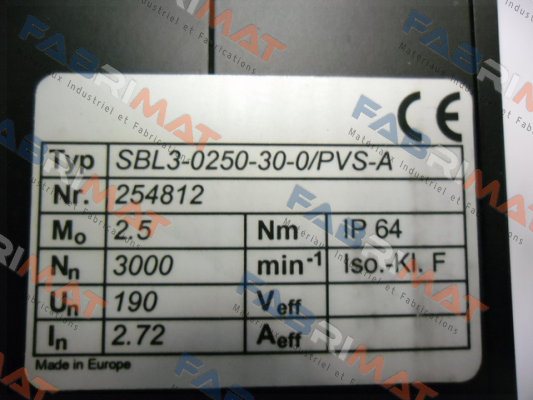 CE
Typ SBL3-0250-30-0/PVS-A
Nr. 254812
Mo 2.5 Nm IP 64
Nn 3000 min-1 Iso.-Kl. F
Un 190 Veff
In 2.72 Aeff
Made in Europe
FABRIMAT
Matériaux Industriel et Fabrications